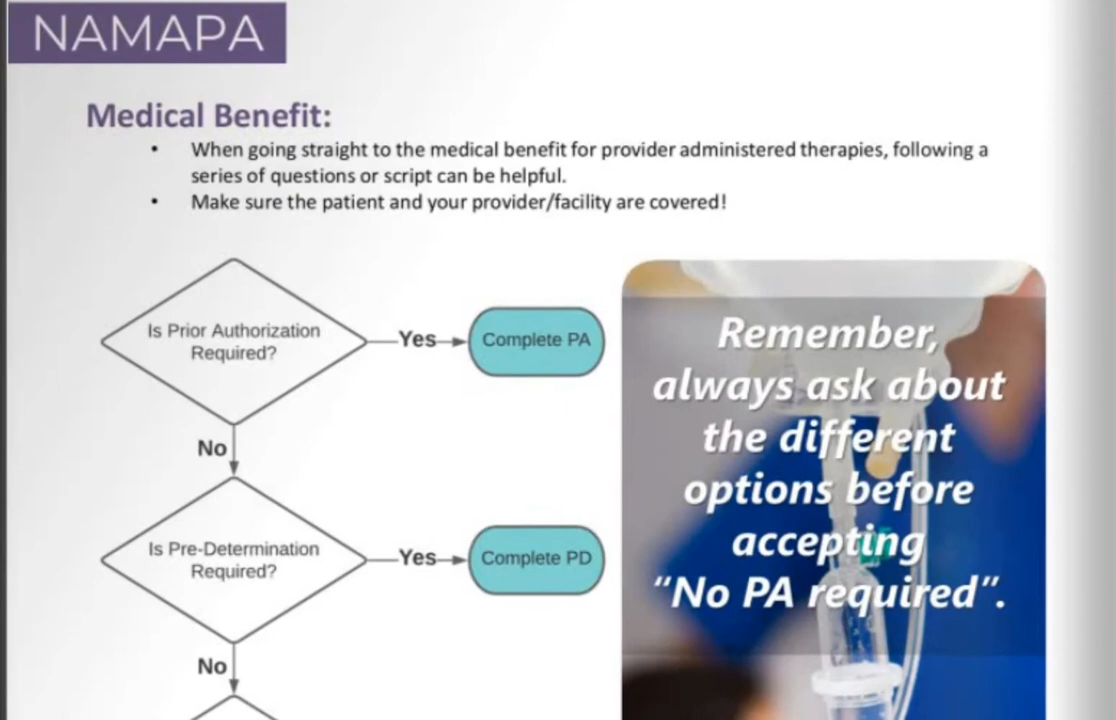 NAMAPA
Medical Benefit:
• When going straight to the medical benefit for provider administered therapies, following a
series of questions or script can be helpful.
• Make sure the patient and your provider/facility are covered!
Is Prior Authorization
Required?
Yes
Complete PA
No
Is Pre-Determination
Required?
Yes
Complete PD
No
Remember,
always ask about
the different
options before
accepting
“No PA required”.